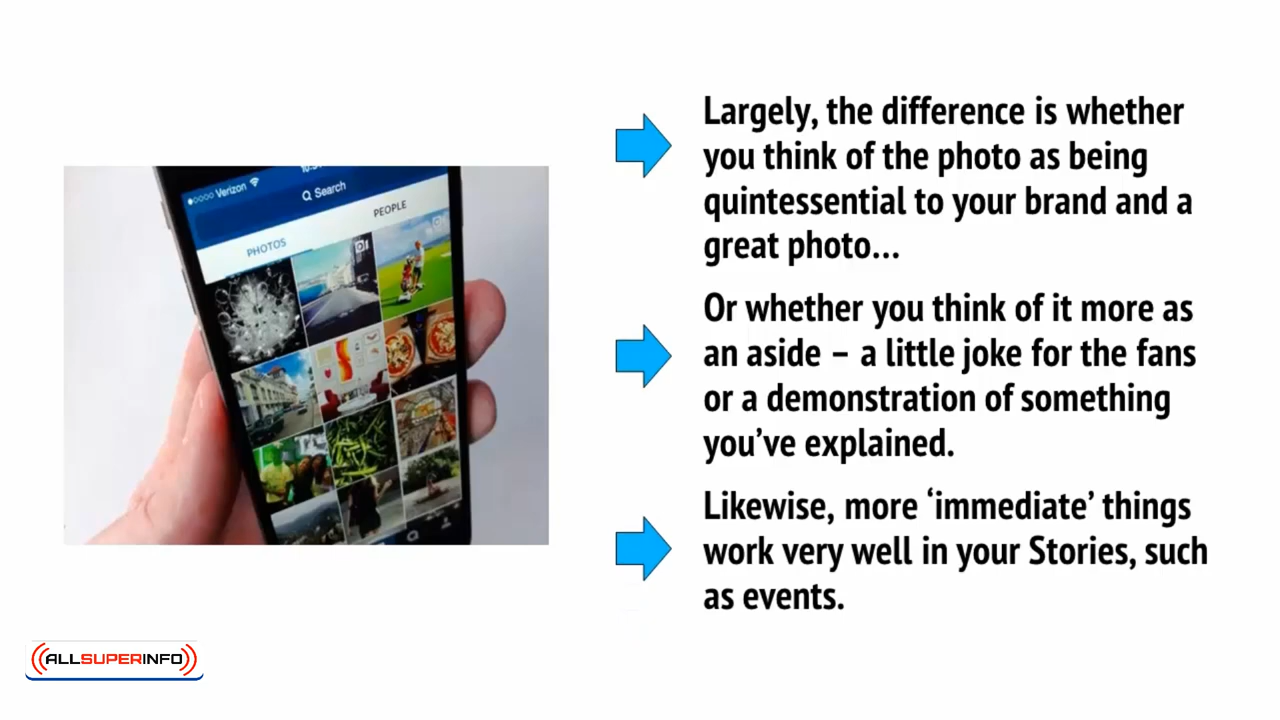 Verizon
Search
PHOTOS
PEOPLE
Largely, the difference is whether
you think of the photo as being
quintessential to your brand and a
great photo...
Or whether you think of it more as
an aside – a little joke for the fans
or a demonstration of something
you’ve explained.
Likewise, more ‘immediate’ things
work very well in your Stories, such
as events.
ALLSUPERINFO